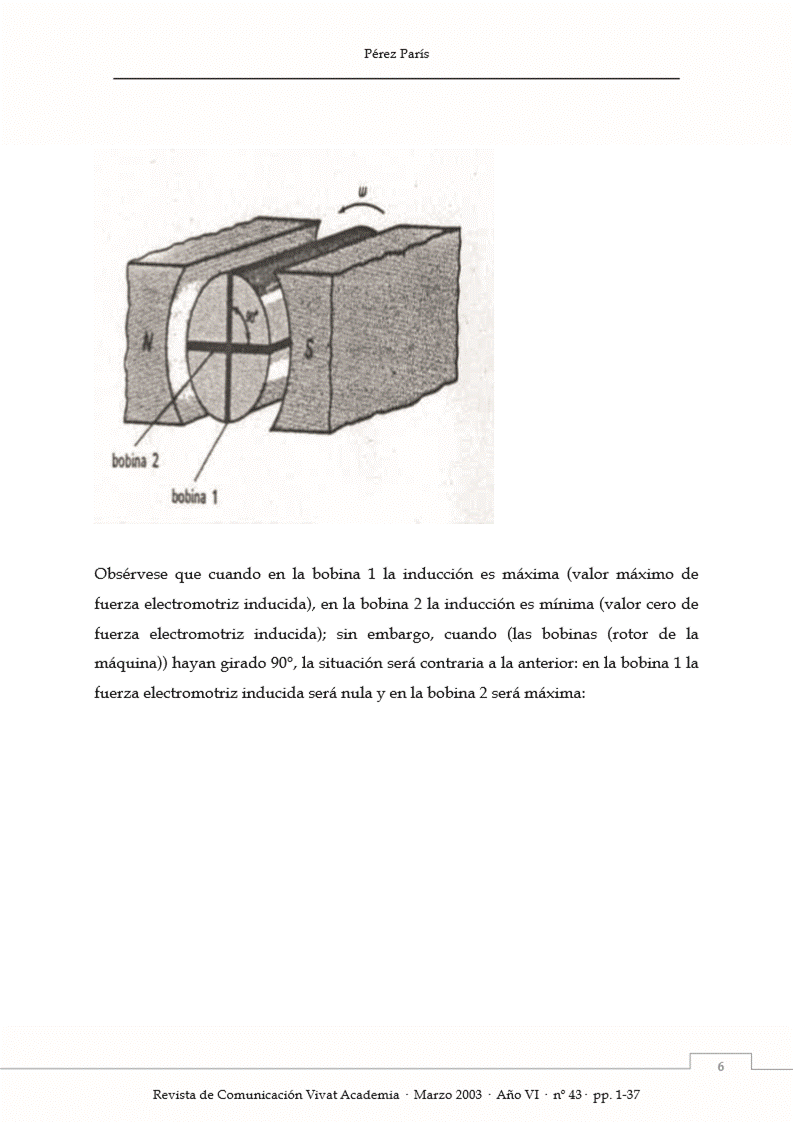 Pérez París
ω
90°
N
S
bobina 2
bobina 1
Obsérvese que cuando en la bobina 1 la inducción es máxima (valor máximo de
fuerza electromotriz inducida), en la bobina 2 la inducción es mínima (valor cero de
fuerza electromotriz inducida); sin embargo, cuando (las bobinas (rotor de la
máquina)) hayan girado 90°, la situación será contraria a la anterior: en la bobina 1 la
fuerza electromotriz inducida será nula y en la bobina 2 será máxima:
6
Revista de Comunicación Vivat Academia · Marzo 2003 · Año VI · nº 43 · pp. 1-37